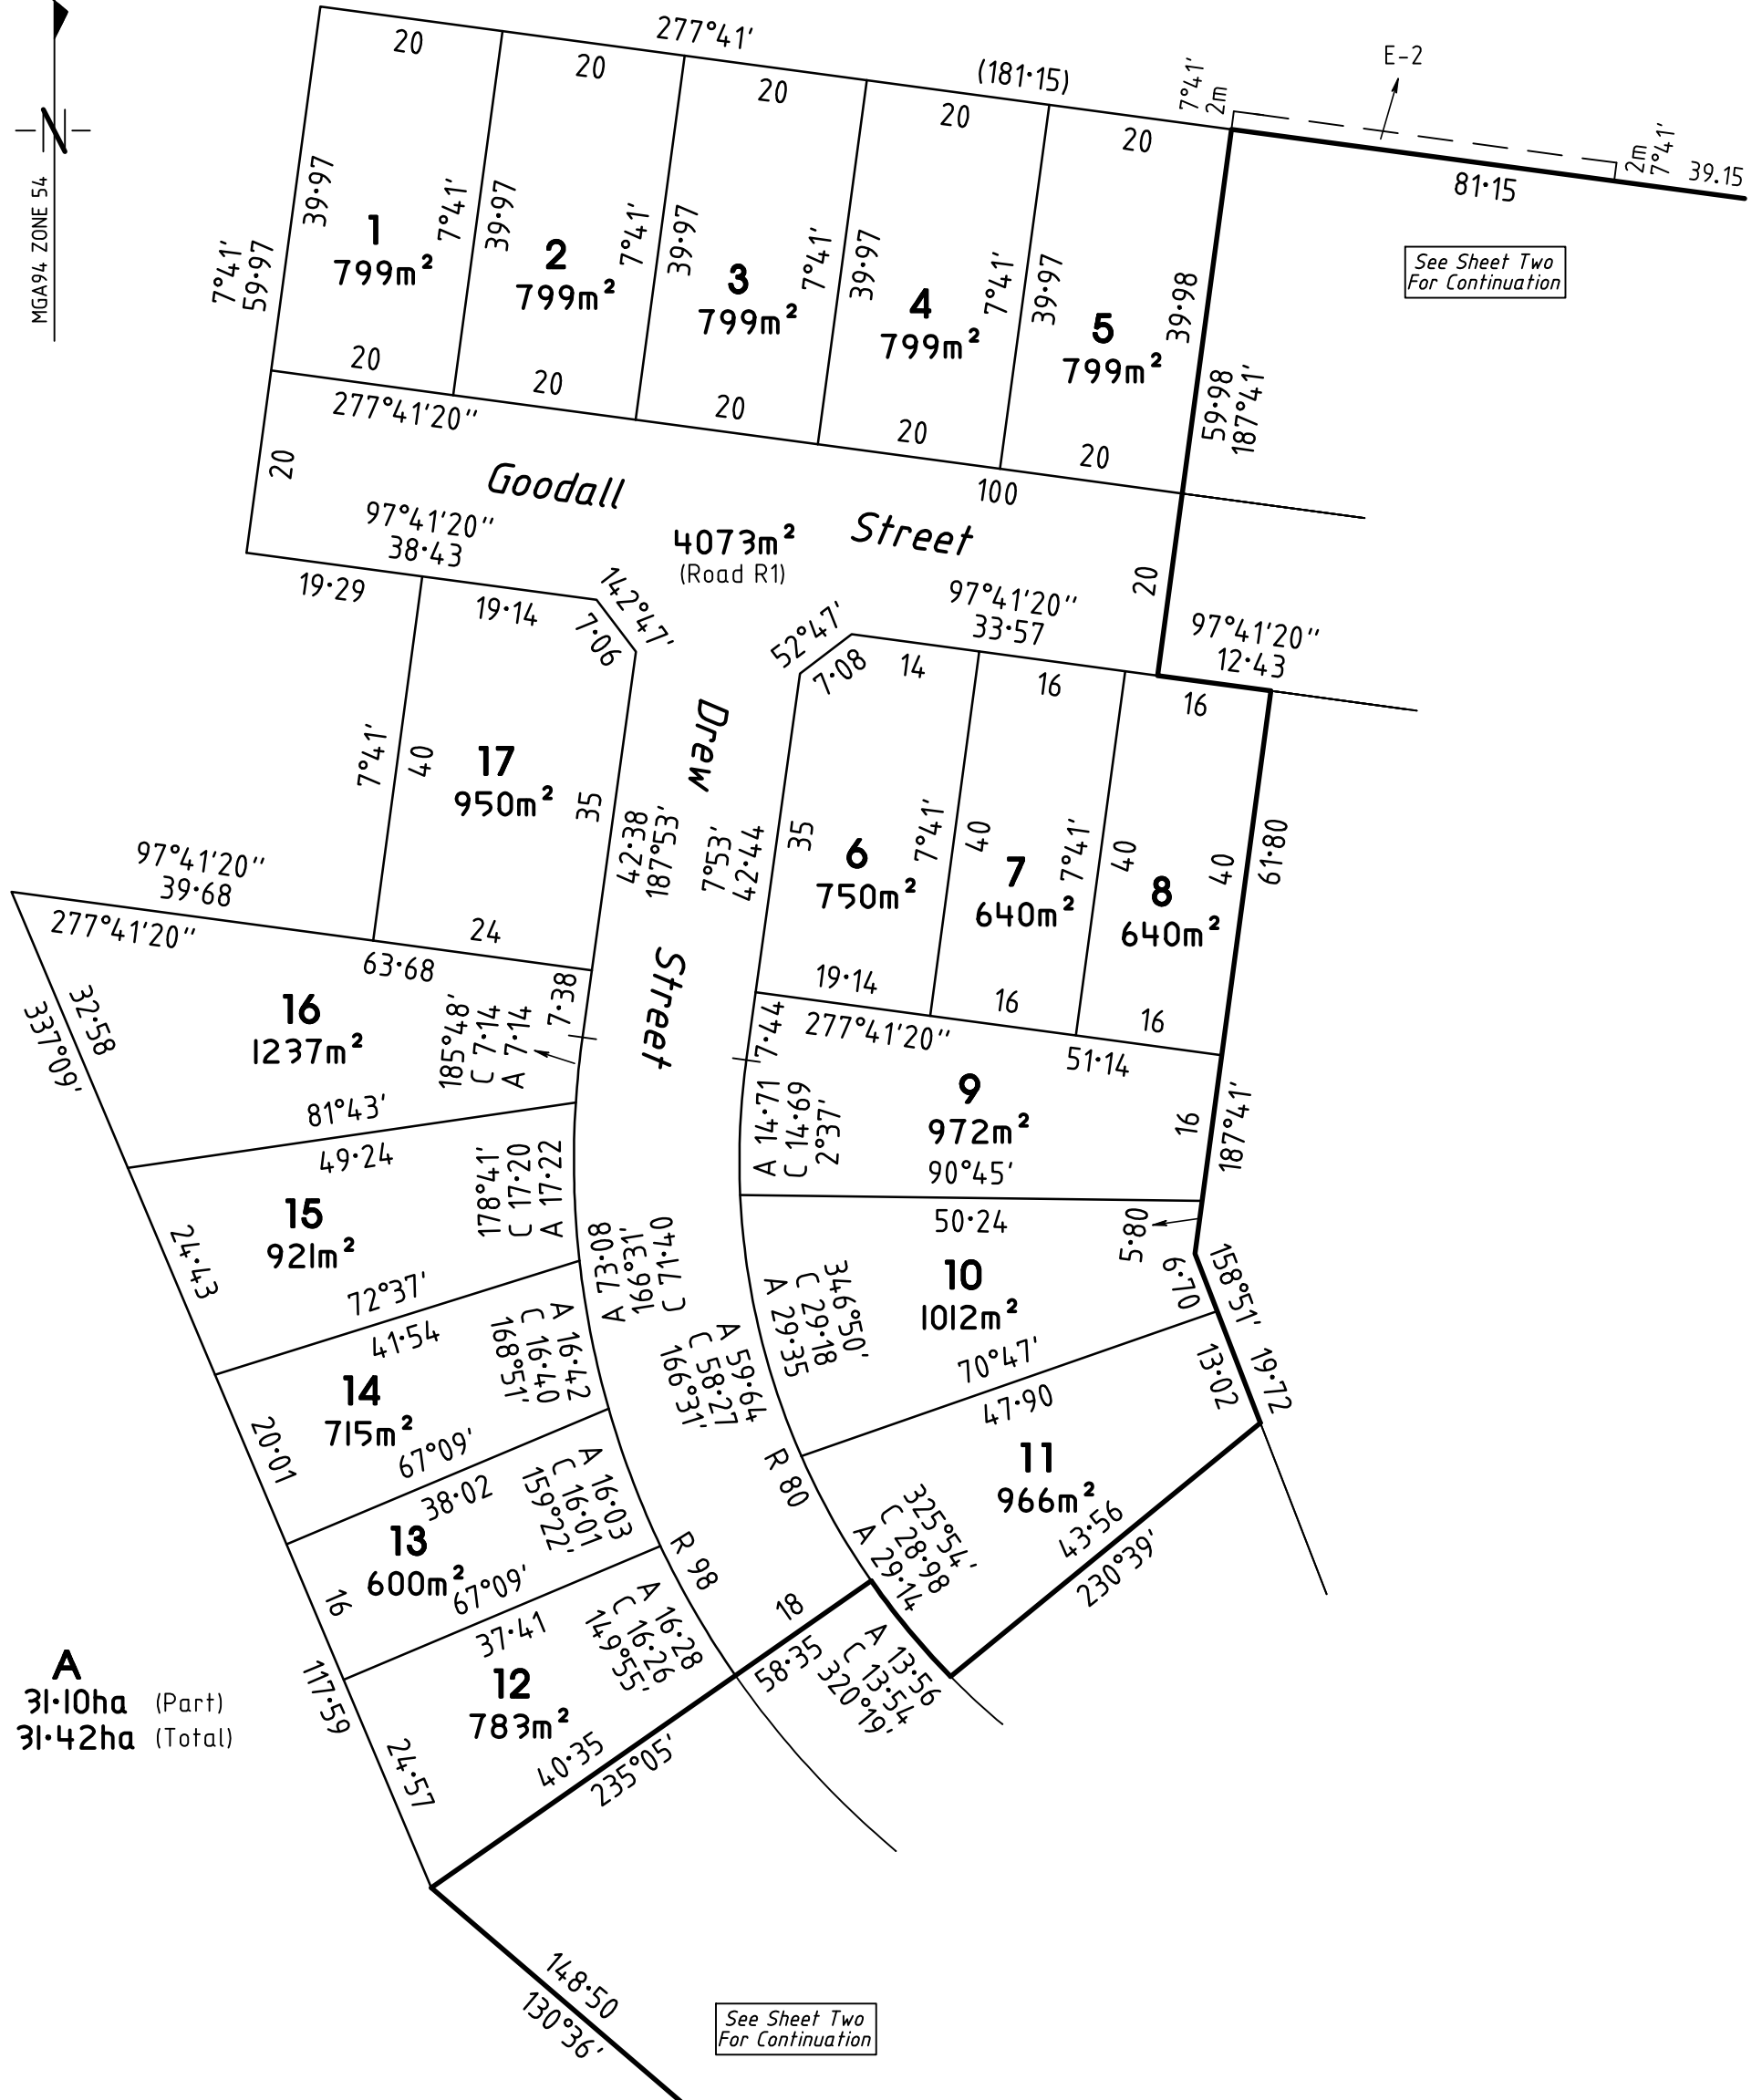 MGA94 ZONE 54
277°41'
(181·15)
20
20
20
20
20
7°41'
2m
E-2
2m
7°41'
39.15
81·15
See Sheet Two
For Continuation
7°41'
59·97
39·97
1
799m²
7°41'
39·97
2
799m²
7°41'
39·97
3
799m²
7°41'
39·97
4
799m²
7°41'
39·97
5
799m²
39·98
59·98
187°41'
20
20
20
20
20
277°41'20"
100
20
Goodall
Street
4073m²
(Road R1)
97°41'20"
38·43
19·29
19·14
142°47'
7·06
52°47'
7·08
97°41'20"
33·57
20
97°41'20"
12·43
14
16
16
7°41'
40
17
950m²
35
42·38
187°53'
Drew
Street
7°53'
42·44
35
6
750m²
7°41'
40
7
640m²
7°41'
40
8
640m²
40
61·80
97°41'20"
39·68
277°41'20"
24
63·68
19·14
16
16
277°41'20"
51·14
32·58
337°09'
16
1237m²
185°48'
C 7·14
A 7·14
7·38
7·44
A 14·71
C 14·69
2°37'
9
972m²
16
187°41'
90°45'
50·24
5·80
81°43'
49·24
15
921m²
178°41'
C 17·20
A 17·22
24·43
A 73·08
166°31'
C 71·40
A 59·64
C 58·27
166°31'
346°50'
C 29·18
A 29·35
10
1012m²
6·70
158°51'
19·72
72°37'
41·54
14
715m²
A 16·42
C 16·40
168°51'
20·01
70°47'
47·90
13·02
11
966m²
R 80
325°54'
C 28·98
A 29·14
43·56
230°39'
67°09'
38·02
13
600m²
A 16·03
C 16·01
159°22'
16
R 98
67°09'
37·41
12
783m²
A 16·28
C 16·26
149°55'
18
58·35
A 13·56
C 13·54
320°19'
117·59
24·57
40·35
235°05'
A
31·10ha (Part)
31·42ha (Total)
148·50
130°36'
See Sheet Two
For Continuation